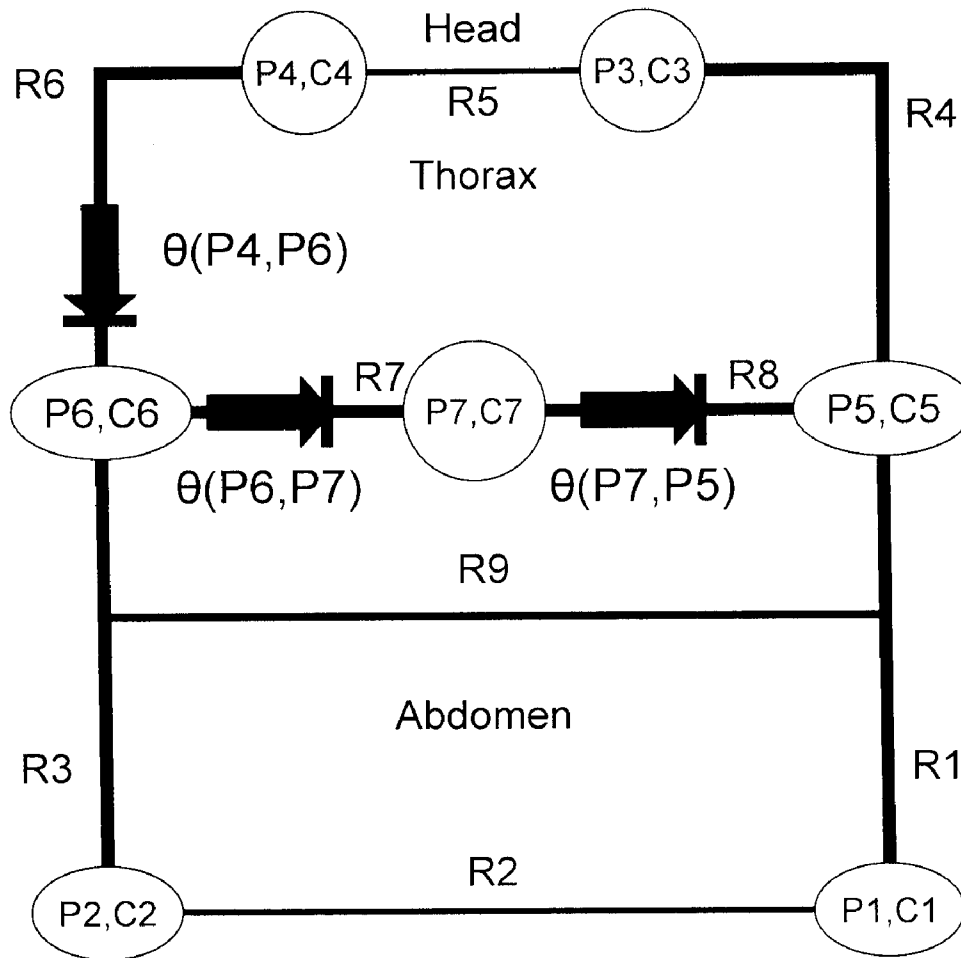 Head
P4,C4
P3,C3
R6
R5
R4
Thorax
θ(P4,P6)
P6,C6
R7
P7,C7
R8
P5,C5
θ(P6,P7)
θ(P7,P5)
R9
Abdomen
R3
R1
R2
P2,C2
P1,C1